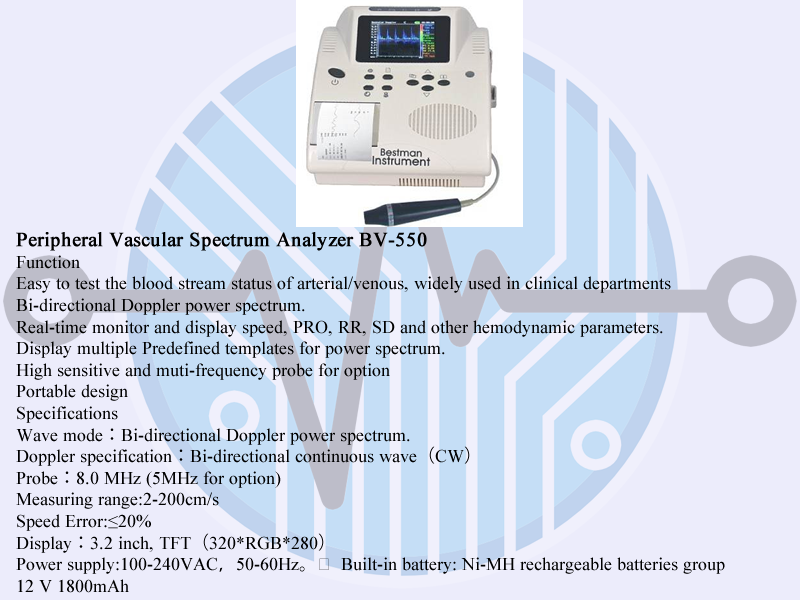 Bestman
Instrument
Peripheral Vascular Spectrum Analyzer BV-550
Function
Easy to test the blood stream status of arterial/venous, widely used in clinical departments
Bi-directional Doppler power spectrum.
Real-time monitor and display speed, PRO, RR, SD and other hemodynamic parameters.
Display multiple Predefined templates for power spectrum.
High sensitive and muti-frequency probe for option
Portable design
Specifications
Wave mode：Bi-directional Doppler power spectrum.
Doppler specification：Bi-directional continuous wave（CW）
Probe：8.0 MHz (5MHz for option)
Measuring range:2-200cm/s
Speed Error:≤20%
Display：3.2 inch, TFT（320*RGB*280）
Power supply:100-240VAC，50-60Hz。 Built-in battery: Ni-MH rechargeable batteries group
12 V 1800mAh